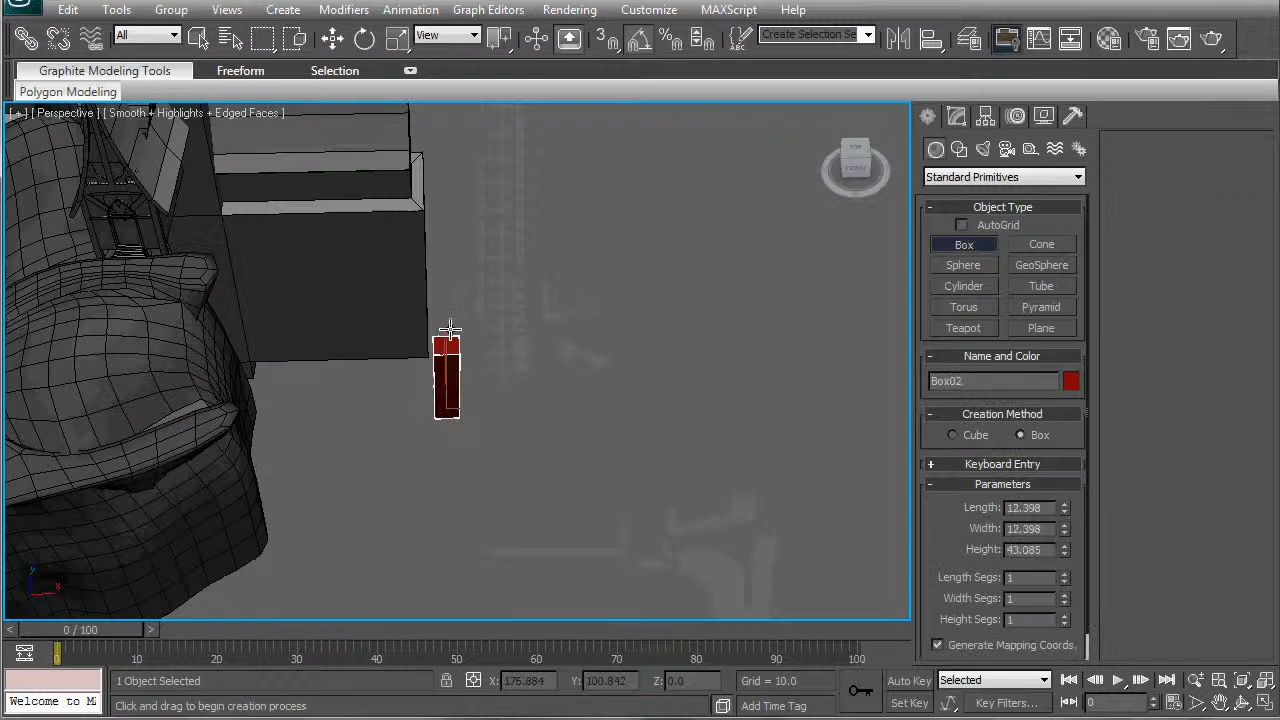 Edit Tools Group Views Create Modifiers Animation Graph Editors Rendering Customize MAXScript Help
All View 3 Create Selection Se
Graphite Modeling Tools Freeform Selection
Polygon Modeling
[ + ] [ Perspective ] [ Smooth + Highlights + Edged Faces ]
TOP
FRONT
Standard Primitives
- Object Type
AutoGrid
Box Cone
Sphere GeoSphere
Cylinder Tube
Torus Pyramid
Teapot Plane
- Name and Color
Box02
- Creation Method
Cube Box
+ Keyboard Entry
- Parameters
Length: 12.398
Width: 12.398
Height: 43.085
Length Segs: 1
Width Segs: 1
Height Segs: 1
Generate Mapping Coords.
y
x
< 0 / 100 >
0 10 20 30 40 50 60 70 80 90 100
1 Object Selected X: 175.884 Y: 100.842 Z: 0.0 Grid = 10.0 Auto Key Selected
Welcome to M Click and drag to begin creation process Add Time Tag Set Key Key Filters... 0